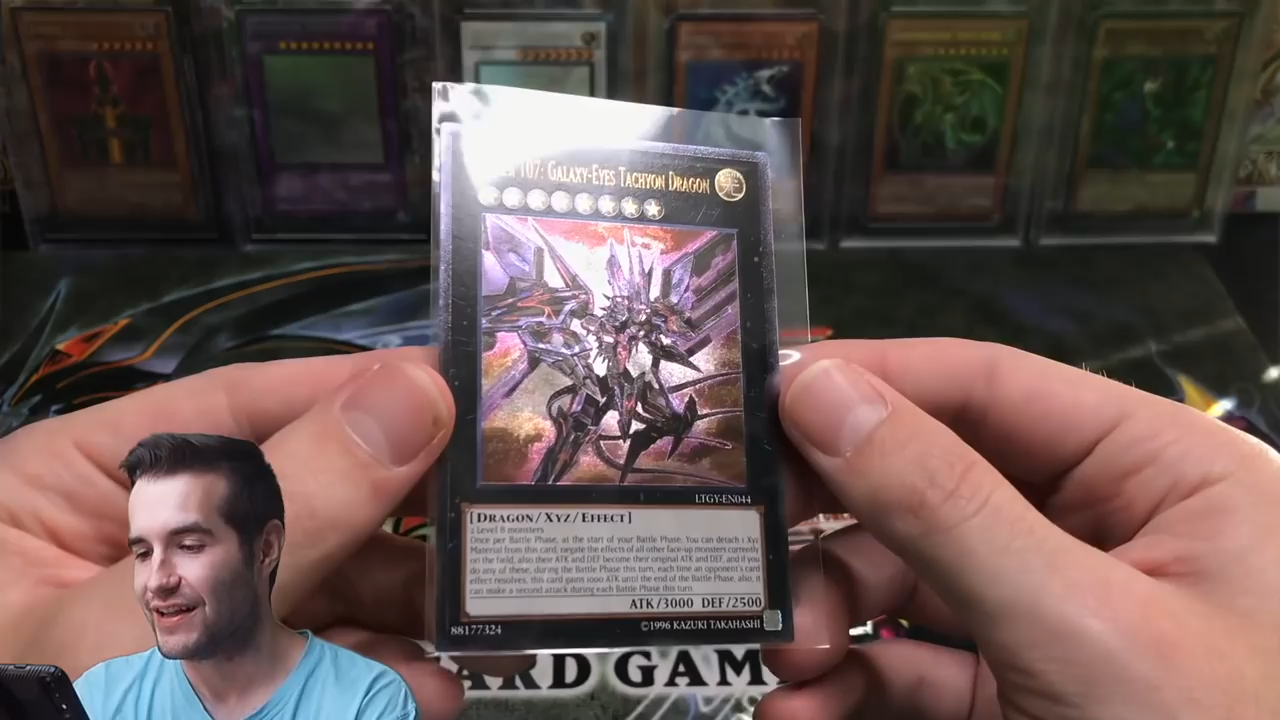 107: GALAXY-EYES TACHYON DRAGON 光
LTGY-EN044
[DRAGON/XYZ/EFFECT]
2 Level 8 monsters
Once per Battle Phase, at the start of your Battle Phase: You can detach 1 Xyz
Material from this card; negate the effects of all other face-up monsters currently
on the field, also their ATK and DEF become their original ATK and DEF, and if you
do any of these, during the Battle Phase this turn, each time an opponent's card
effect resolves, this card gains 1000 ATK until the end of the Battle Phase, also, it
can make a second attack during each Battle Phase this turn.
ATK/3000 DEF/2500
88177324 ©1996 KAZUKI TAKAHASHI
CARD GAM